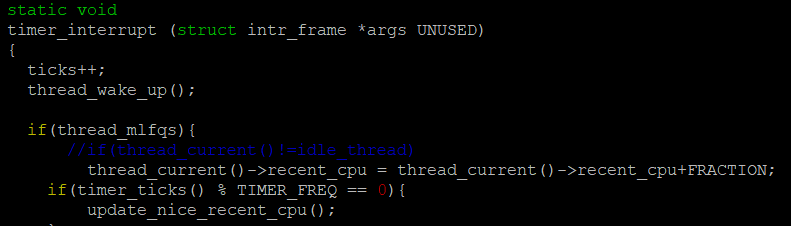 static void
timer_interrupt (struct intr_frame *args UNUSED)
{
  ticks++;
  thread_wake_up();

  if(thread_mlfqs){
      //if(thread_current()!=idle_thread)
        thread_current()->recent_cpu = thread_current()->recent_cpu+FRACTION;
    if(timer_ticks() % TIMER_FREQ == 0){
        update_nice_recent_cpu();
    }